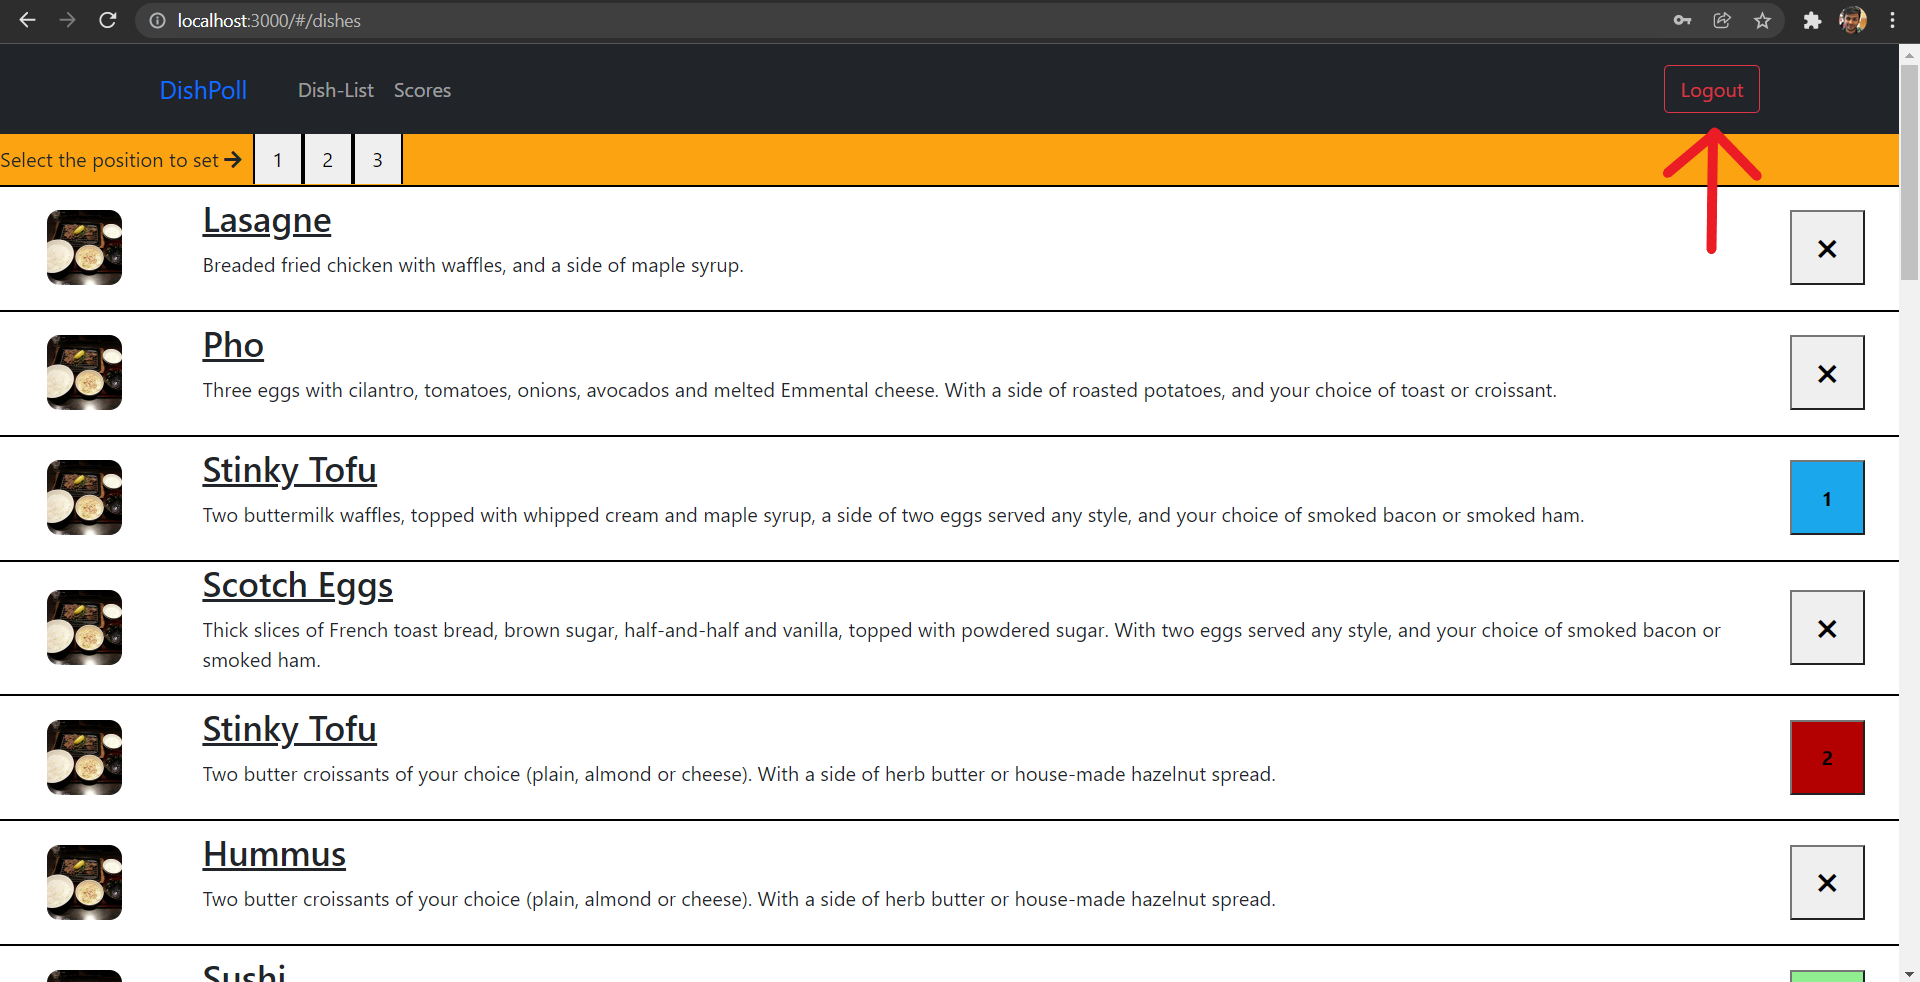 localhost:3000/#/dishes
DishPoll Dish-List Scores Logout
Select the position to set → 1 2 3
Lasagne
Breaded fried chicken with waffles, and a side of maple syrup.
Pho
Three eggs with cilantro, tomatoes, onions, avocados and melted Emmental cheese. With a side of roasted potatoes, and your choice of toast or croissant.
Stinky Tofu
Two buttermilk waffles, topped with whipped cream and maple syrup, a side of two eggs served any style, and your choice of smoked bacon or smoked ham.
1
Scotch Eggs
Thick slices of French toast bread, brown sugar, half-and-half and vanilla, topped with powdered sugar. With two eggs served any style, and your choice of smoked bacon or
smoked ham.
Stinky Tofu
Two butter croissants of your choice (plain, almond or cheese). With a side of herb butter or house-made hazelnut spread.
2
Hummus
Two butter croissants of your choice (plain, almond or cheese). With a side of herb butter or house-made hazelnut spread.
Sushi